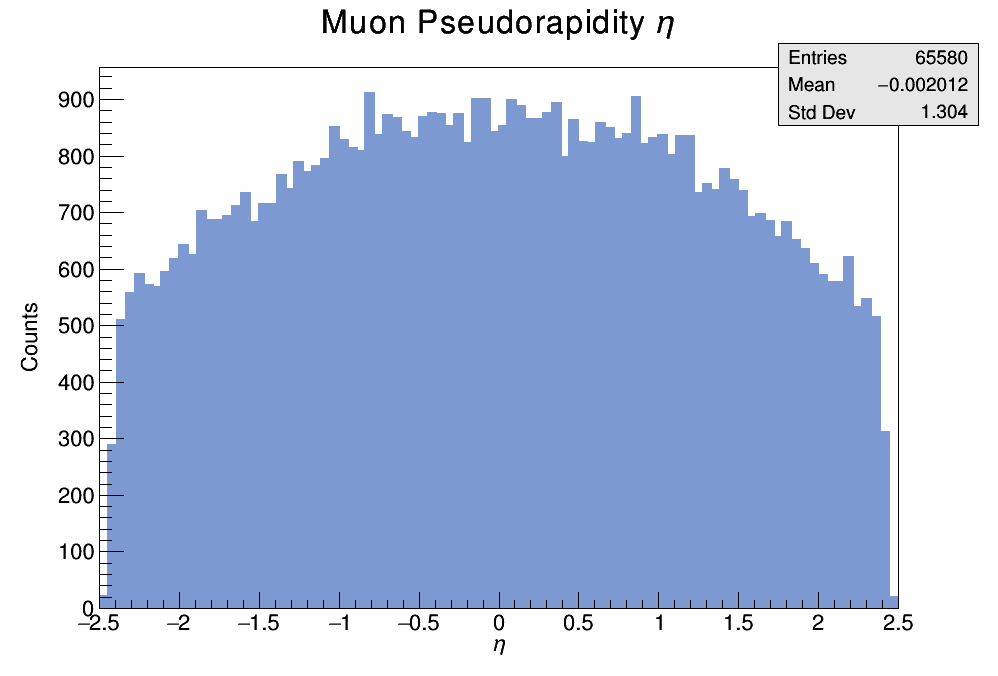 Muon Pseudorapidity η
Entries 65580
Mean −0.002012
Std Dev 1.304
Counts
900
800
700
600
500
400
300
200
100
0
−2.5 −2 −1.5 −1 −0.5 0 0.5 1 1.5 2 2.5
η